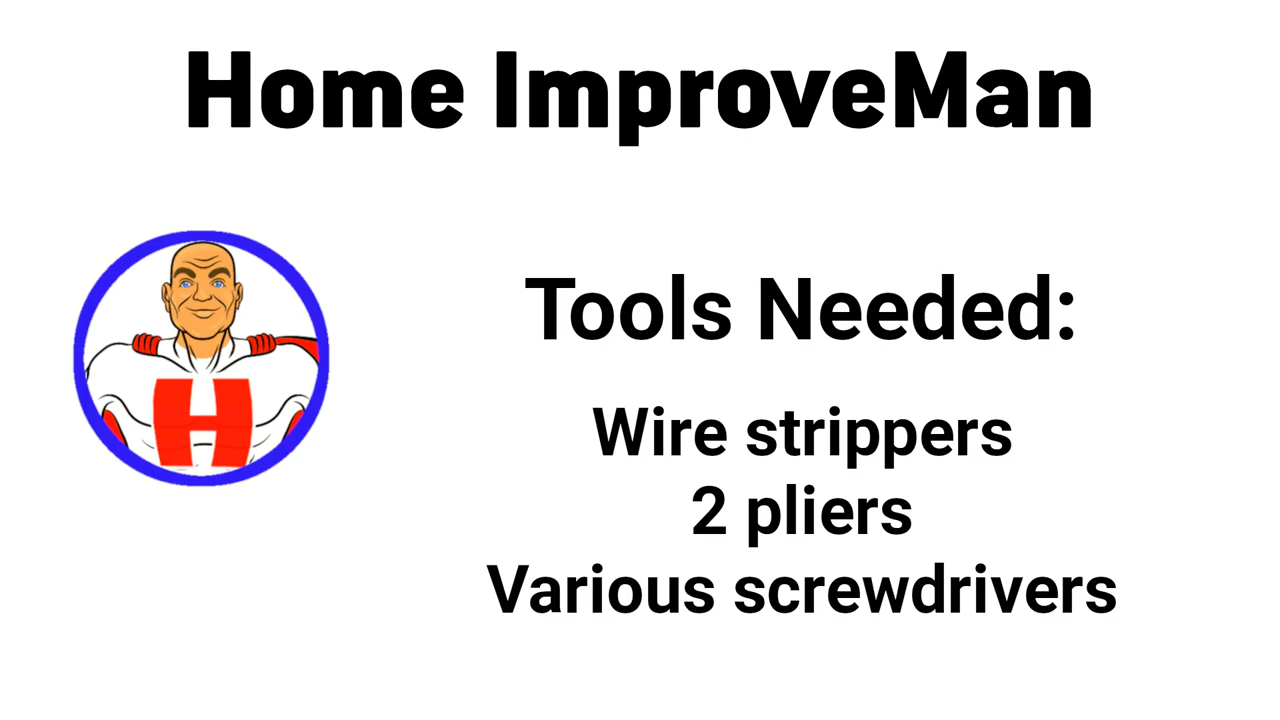 Home ImproveMan
H
Tools Needed:
Wire strippers
2 pliers
Various screwdrivers